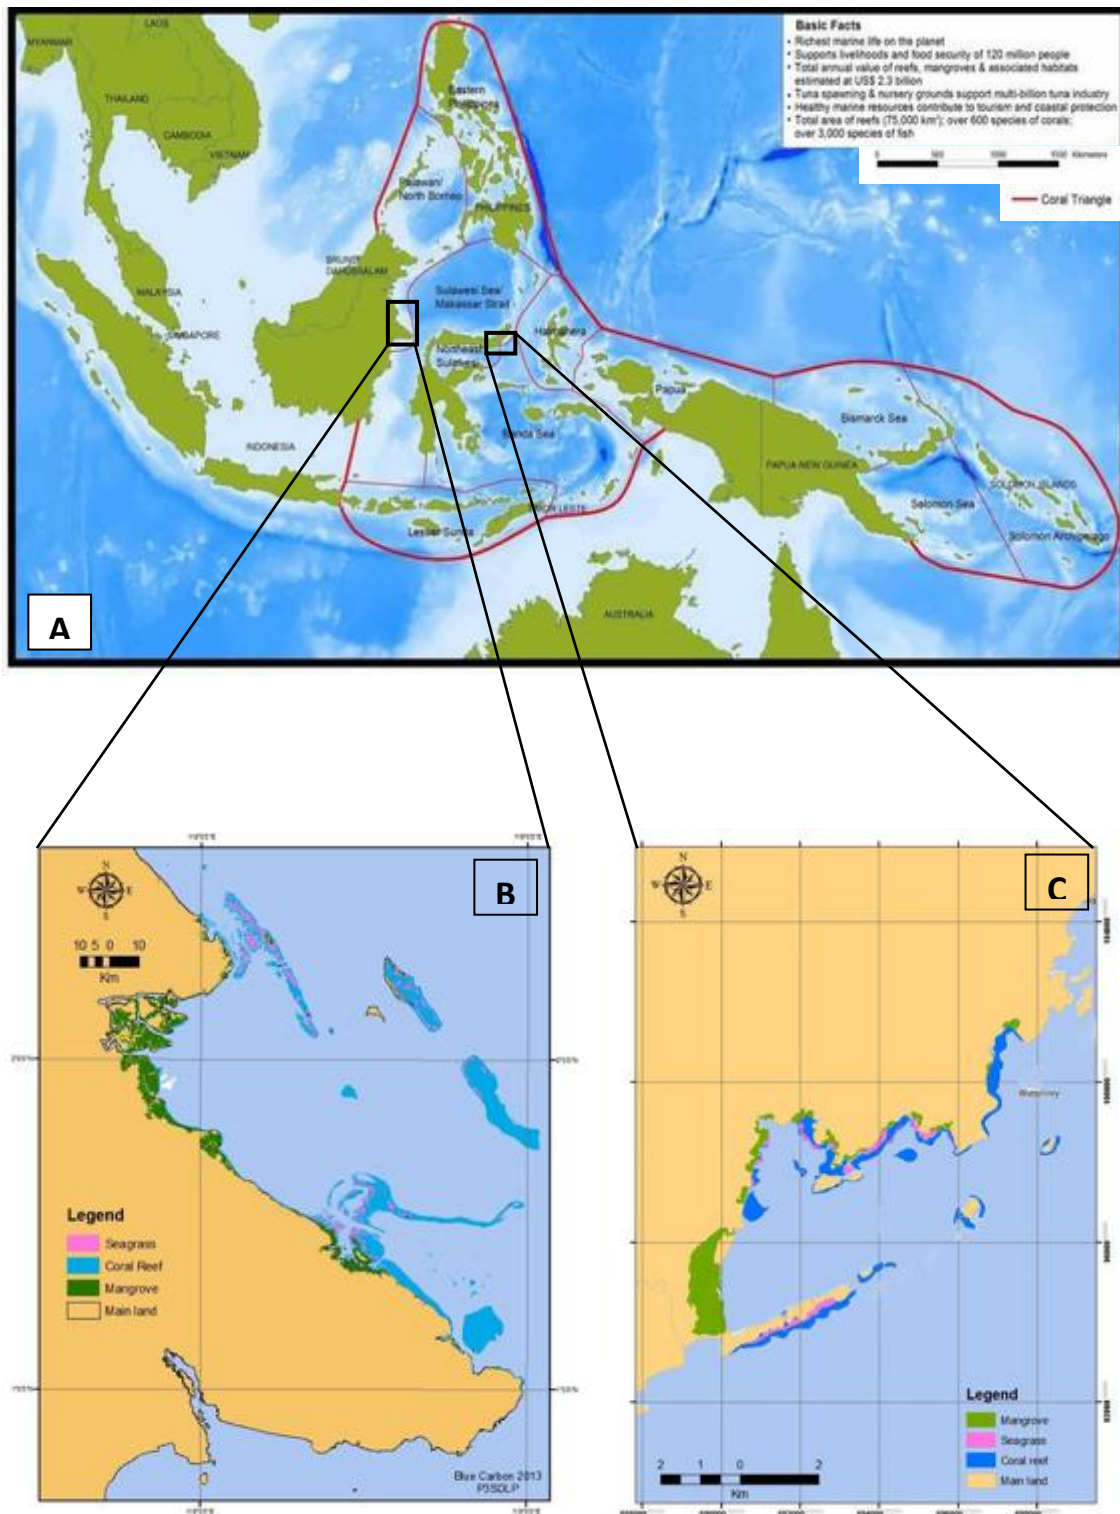 Basic Facts
• Richest marine life on the planet
• Supports livelihoods and food security of 120 million people
• Total annual value of reefs, mangroves & associated habitats
estimated at US$ 2.3 billion
• Tuna spawning & nursery grounds support multi-billion tuna industry
• Healthy marine resources contribute to tourism and coastal protection
• Total area of reefs (75,000 km²); over 600 species of corals;
over 3,000 species of fish
0 500 1000 1500 Kilometers
Coral Triangle
MYANMAR
LAOS
THAILAND
CAMBODIA
VIETNAM
Eastern
Philippines
Palawan/
North Borneo
PHILIPPINES
BRUNEI
DARUSSALAM
MALAYSIA
SINGAPORE
Sulawesi Sea/
Makassar Strait
Halmahera
Northeast
Sulawesi
Papua
Bismarck Sea
INDONESIA
Banda Sea
PAPUA NEW GUINEA
SOLOMON ISLANDS
Solomon Sea
Solomon Archipelago
TIMOR LESTE
Lesser Sunda
AUSTRALIA
A
B
N
W E
S
10 5 0 10
Km
Legend
Seagrass
Coral Reef
Mangrove
Main land
Blue Carbon 2013
P3SDLP
C
N
W E
S
Legend
Mangrove
Seagrass
Coral reef
Main land
2 1 0 2
Km